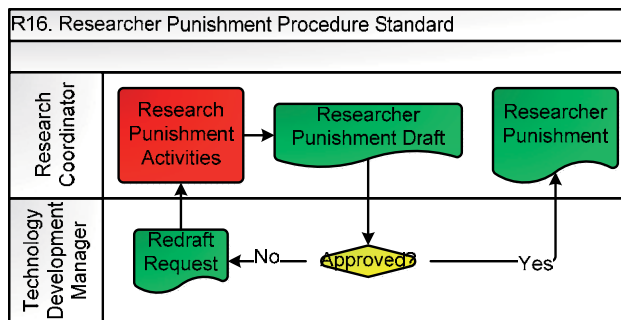 R16. Researcher Punishment Procedure Standard
Research
Coordinator
Research
Punishment
Activities
Researcher
Punishment Draft
Researcher
Punishment
Technology
Development
Manager
Redraft
Request
No
Approved?
Yes